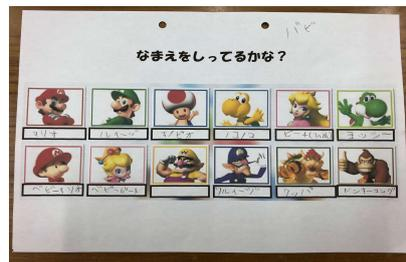 バビ
なまえをしってるかな？
マリオ
ルイージ
キノピオ
ノコノコ
ピーチ(ひめ)
ヨッシー
ベビーマリオ
ベビーピーチ
ワルイージ
クッパ
ドンキーコング